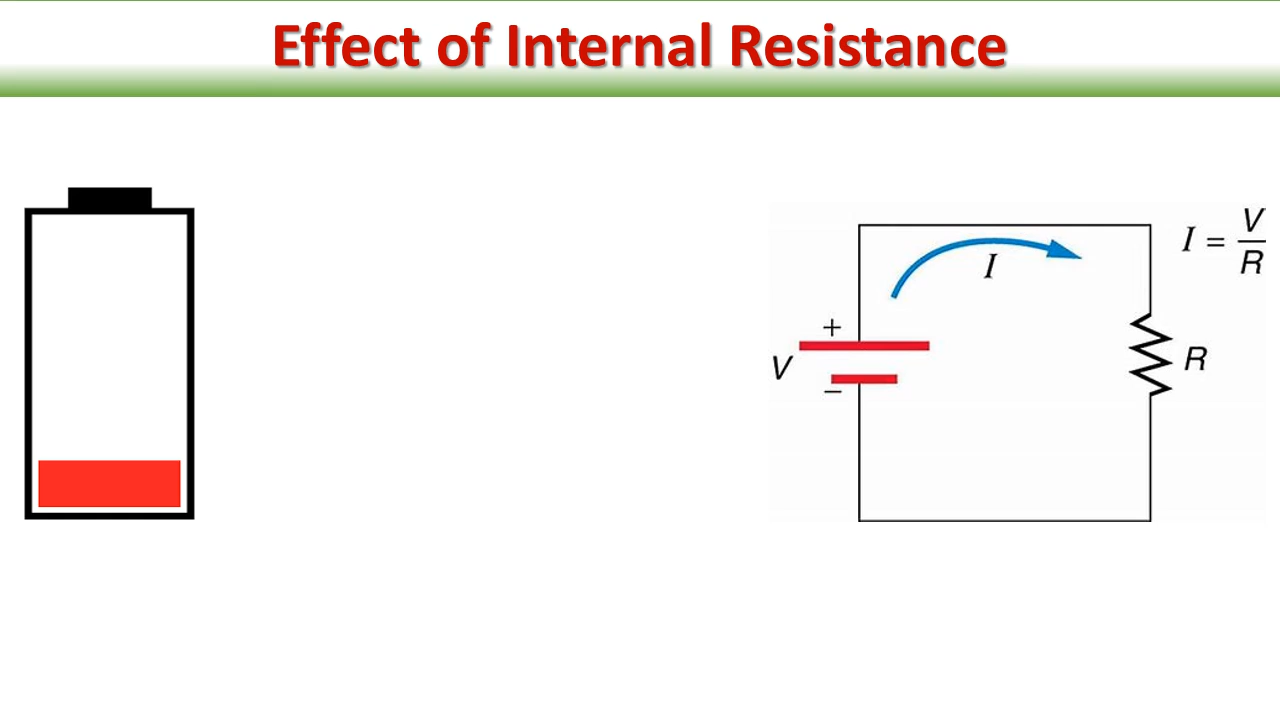 Effect of Internal Resistance
I = V/R
I
+
V
−
R